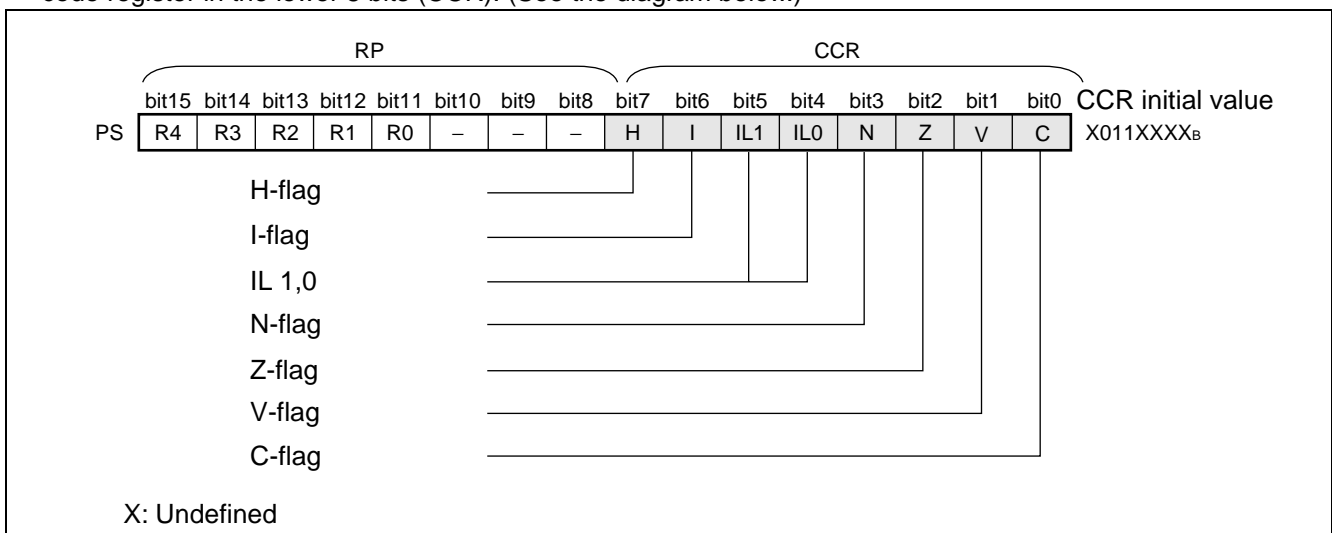 code register in the lower 8 bits (CCR). (See the diagram below.)
RP CCR
bit15 bit14 bit13 bit12 bit11 bit10 bit9 bit8 bit7 bit6 bit5 bit4 bit3 bit2 bit1 bit0 CCR initial value
PS R4 R3 R2 R1 R0 – – – H I IL1 IL0 N Z V C X011XXXXB
H-flag
I-flag
IL 1,0
N-flag
Z-flag
V-flag
C-flag
X: Undefined